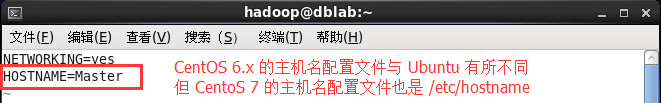 hadoop@dblab:~
文件(F) 编辑(E) 查看(V) 搜索（S） 终端(T) 帮助(H)
NETWORKING=yes
HOSTNAME=Master
~
CentOS 6.x 的主机名配置文件与 Ubuntu 有所不同
但 CentoS 7 的主机名配置文件也是 /etc/hostname